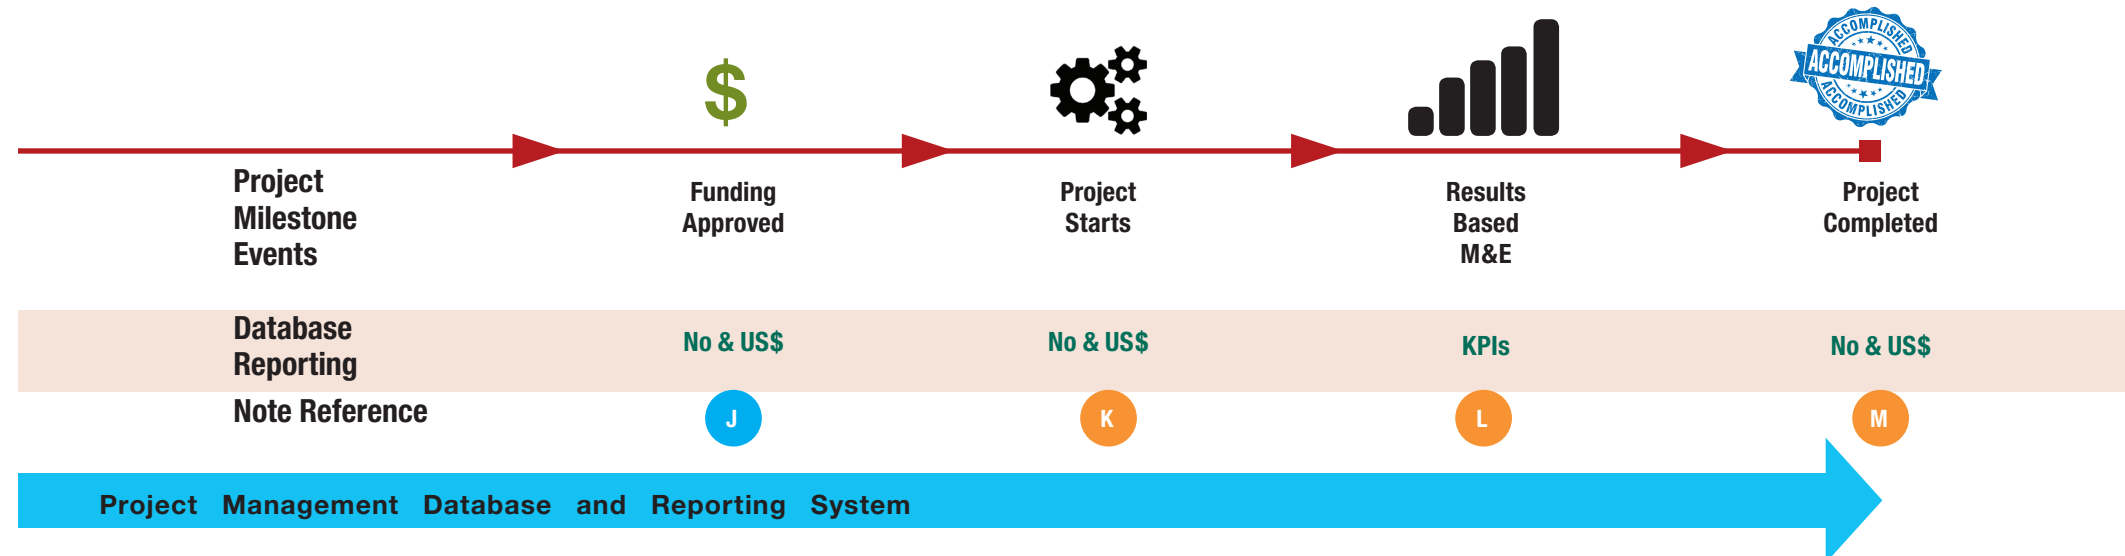 $
ACCOMPLISHED
ACCOMPLISHED
ACCOMPLISHED
Project
Milestone
Events
Funding
Approved
Project
Starts
Results
Based
M&E
Project
Completed
Database
Reporting
No & US$
No & US$
KPIs
No & US$
Note Reference
J
K
L
M
Project Management Database and Reporting System